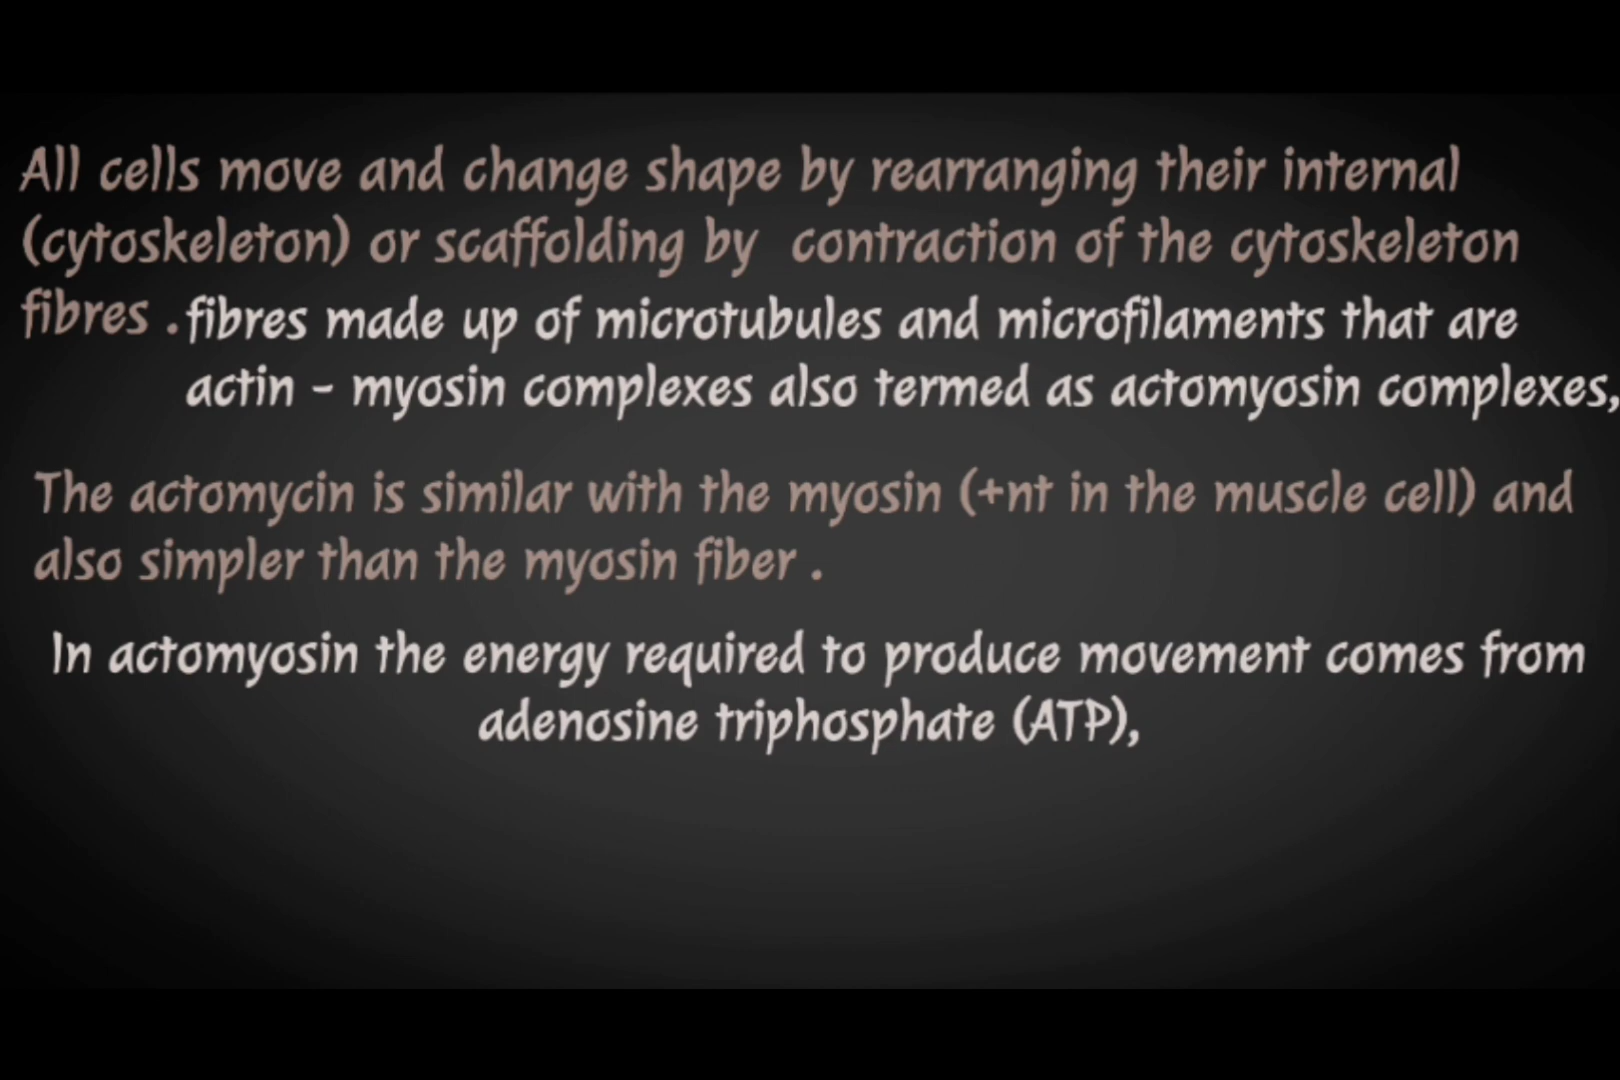 All cells move and change shape by rearranging their internal
(cytoskeleton) or scaffolding by contraction of the cytoskeleton
fibres .
fibres made up of microtubules and microfilaments that are
actin - myosin complexes also termed as actomyosin complexes,
The actomycin is similar with the myosin (+nt in the muscle cell) and
also simpler than the myosin fiber .
In actomyosin the energy required to produce movement comes from
adenosine triphosphate (ATP),